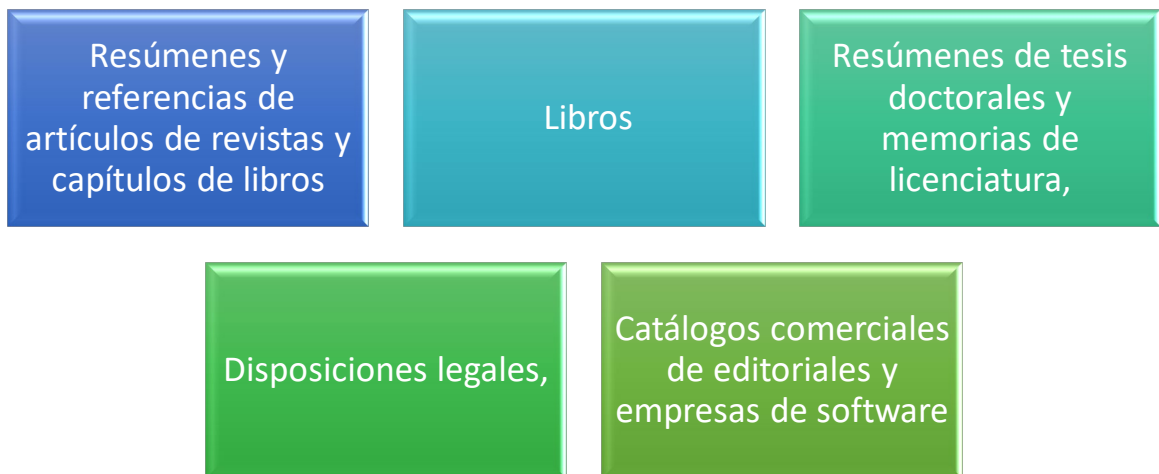 Resúmenes y
referencias de
artículos de revistas y
capítulos de libros
Libros
Resúmenes de tesis
doctorales y
memorias de
licenciatura,
Disposiciones legales,
Catálogos comerciales
de editoriales y
empresas de software